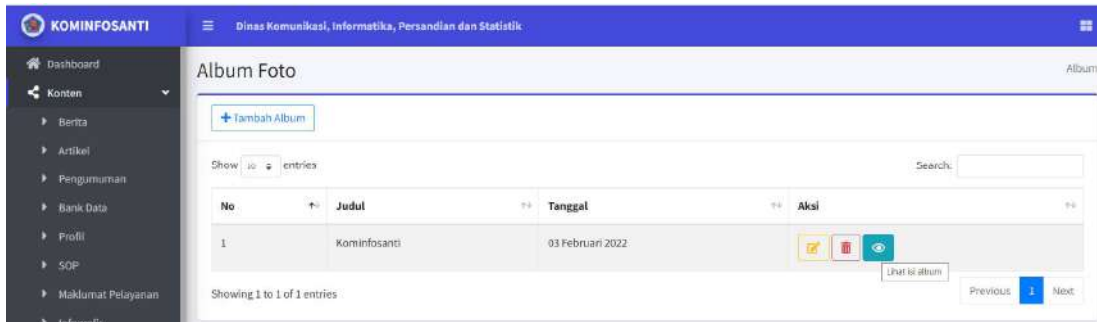 KOMINFOSANTI
Dinas Komunikasi, Informatika, Persandian dan Statistik
Dashboard
Konten
Berita
Artikel
Pengumuman
Bank Data
Profil
SOP
Maklumat Pelayanan
Album Foto
Album
+Tambah Album
Show 10 entries
Search:
No Judul Tanggal Aksi
1 Kominfosanti 03 Februari 2022
Lihat isi album
Showing 1 to 1 of 1 entries
Previous 1 Next